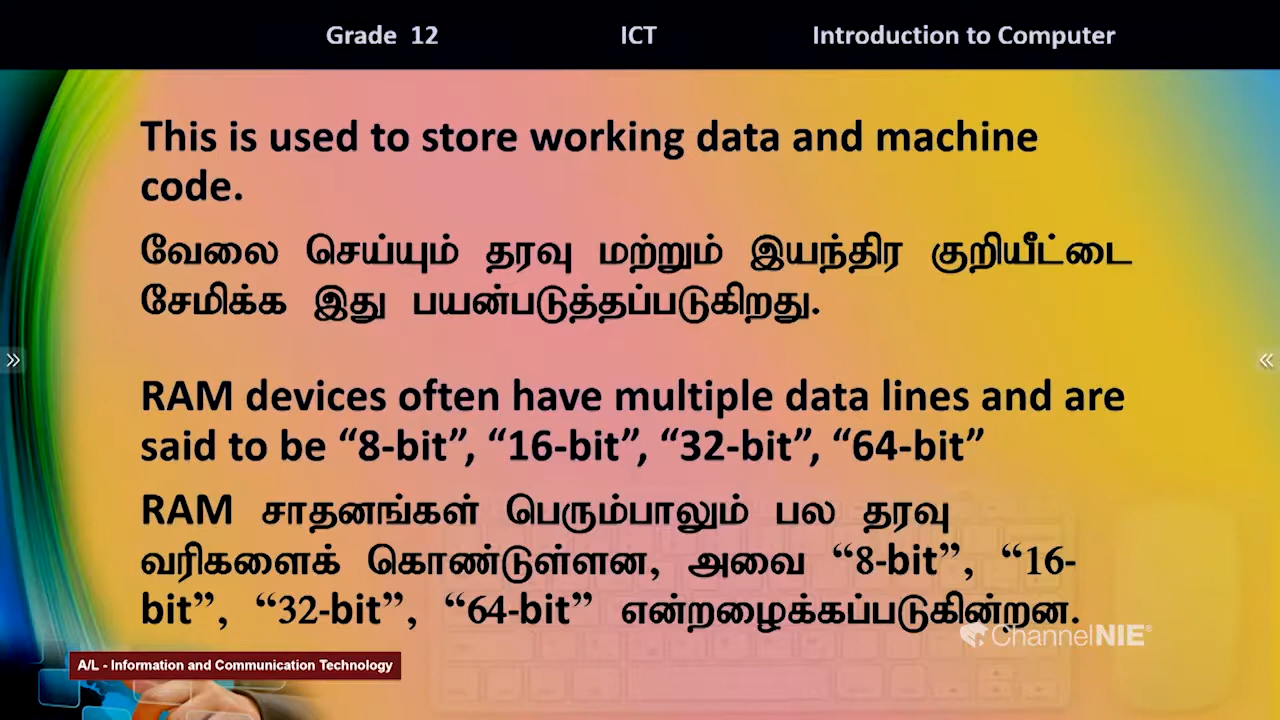 Grade 12 ICT Introduction to Computer
This is used to store working data and machine
code.
வேலை செய்யும் தரவு மற்றும் இயந்திர குறியீட்டை
சேமிக்க இது பயன்படுத்தப்படுகிறது.
RAM devices often have multiple data lines and are
said to be “8-bit”, “16-bit”, “32-bit”, “64-bit”
RAM சாதனங்கள் பெரும்பாலும் பல தரவு
வரிகளைக் கொண்டுள்ளன, அவை “8-bit”, “16-
bit”, “32-bit”, “64-bit” என்றழைக்கப்படுகின்றன.
ChannelNIE®
A/L - Information and Communication Technology